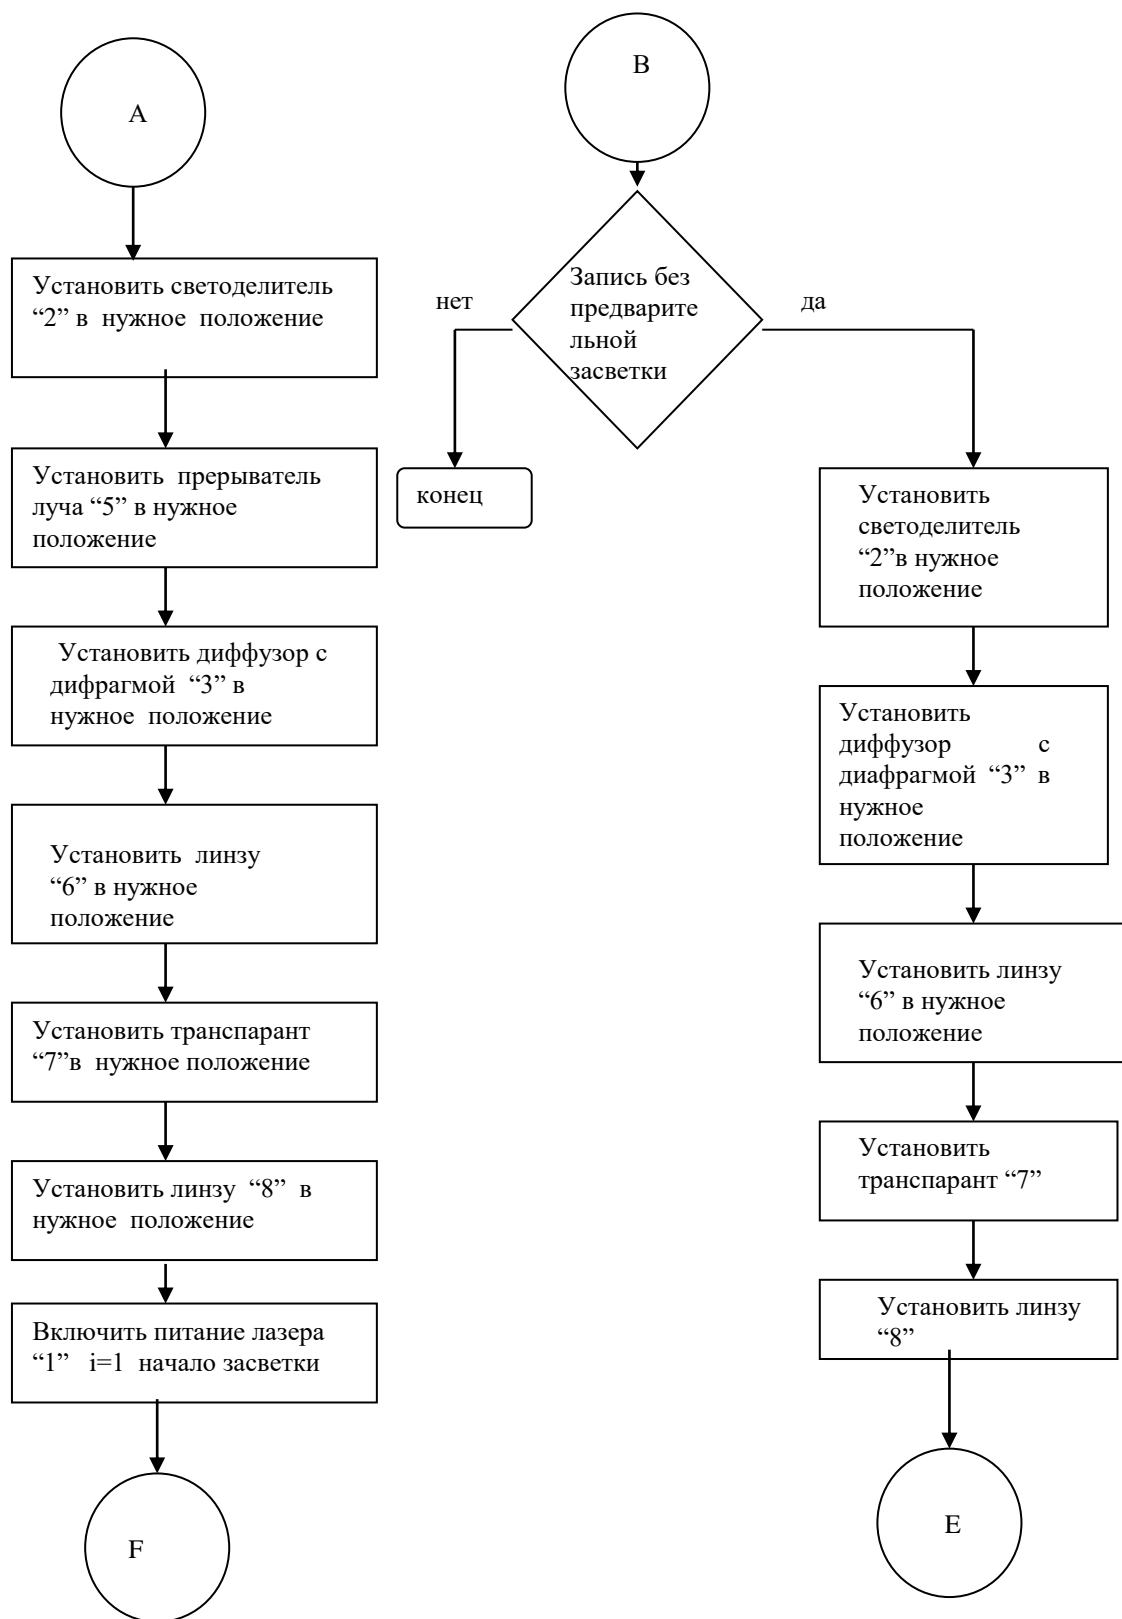 A
Установить светоделитель
“2” в нужное положение
Установить прерыватель
луча “5” в нужное
положение
Установить диффузор с
дифрагмой “3” в
нужное положение
Установить линзу
“6” в нужное
положение
Установить транспарант
“7”в нужное положение
Установить линзу “8” в
нужное положение
Включить питание лазера
“1” i=1 начало засветки
F
B
Запись без
предварите
льной
засветки
нет
да
конец
Установить
светоделитель
“2”в нужное
положение
Установить
диффузор с
диафрагмой “3” в
нужное
положение
Установить линзу
“6” в нужное
положение
Установить
транспарант “7”
Установить линзу
“8”
E